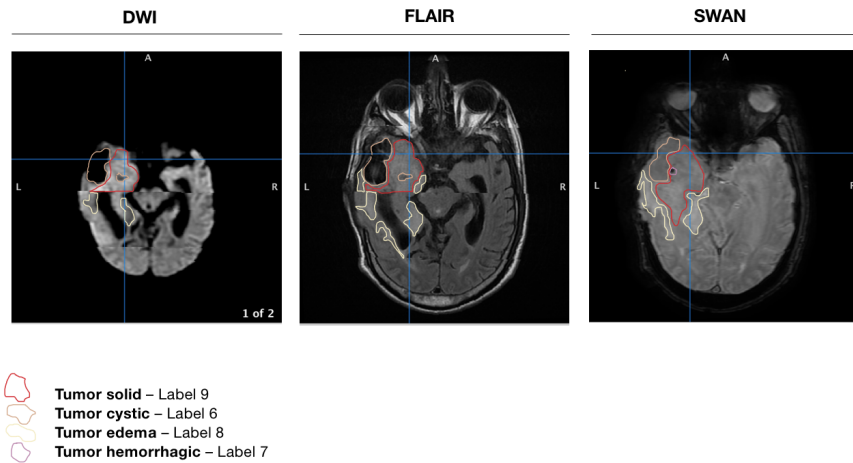 DWI
FLAIR
SWAN
A
A
A
L
R
L
R
L
1 of 2
Tumor solid – Label 9
Tumor cystic – Label 6
Tumor edema – Label 8
Tumor hemorrhagic – Label 7